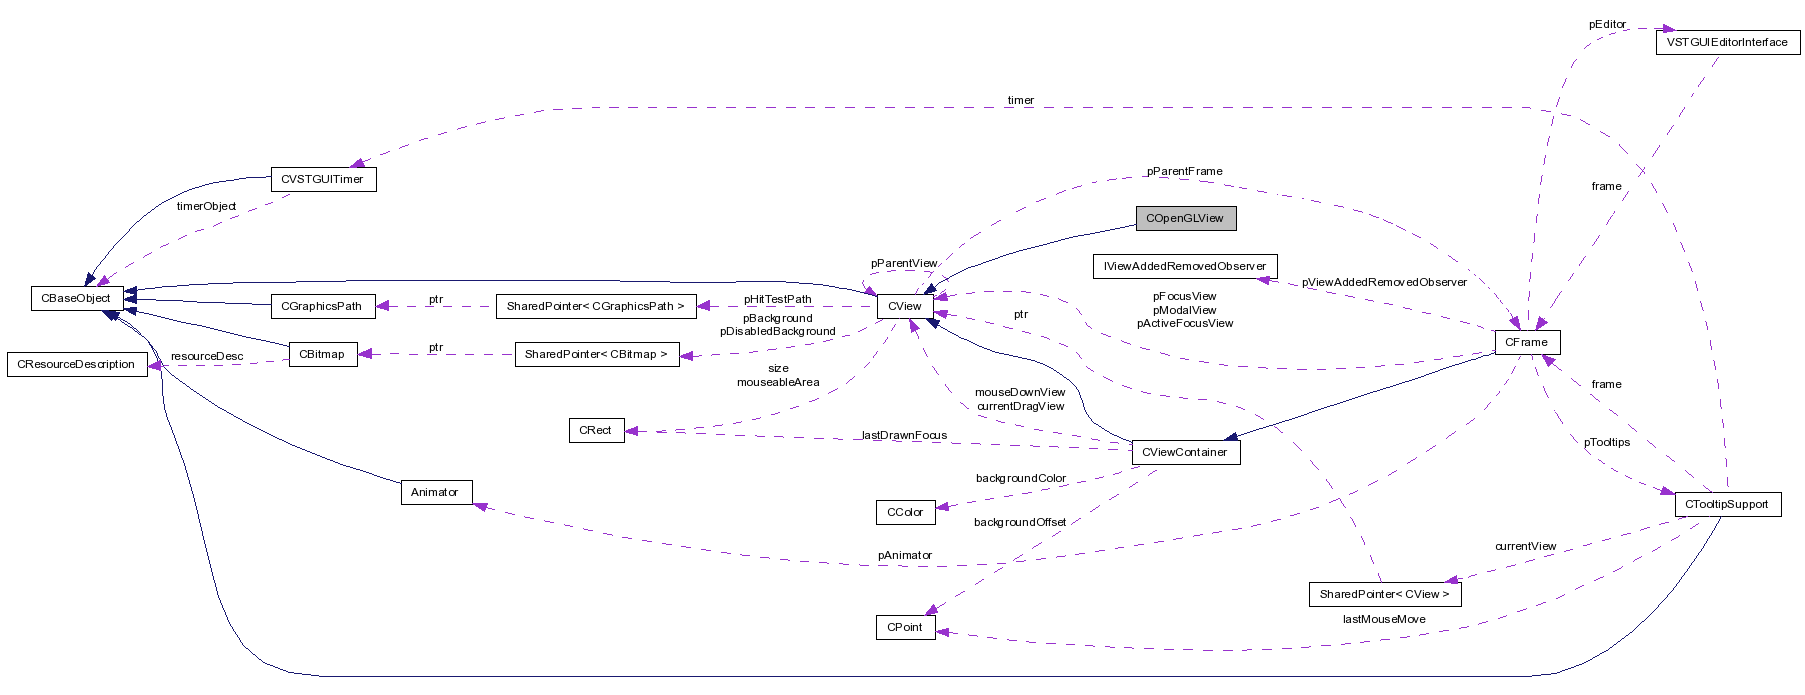 pEditor
VSTGUIEditorInterface
timer
pParentFrame
CVSTGUITimer
frame
timerObject
COpenGLView
pParentView
IViewAddedRemovedObserver
pViewAddedRemovedObserver
CBaseObject
CGraphicsPath
ptr
SharedPointer< CGraphicsPath >
pHitTestPath
CView
ptr
pFocusView
pModalView
pActiveFocusView
pBackground
pDisabledBackground
CFrame
CResourceDescription
resourceDesc
CBitmap
ptr
SharedPointer< CBitmap >
size
mouseableArea
mouseDownView
currentDragView
frame
CRect
lastDrawnFocus
CViewContainer
pTooltips
backgroundColor
Animator
CColor
backgroundOffset
CTooltipSupport
pAnimator
currentView
SharedPointer< CView >
CPoint
lastMouseMove